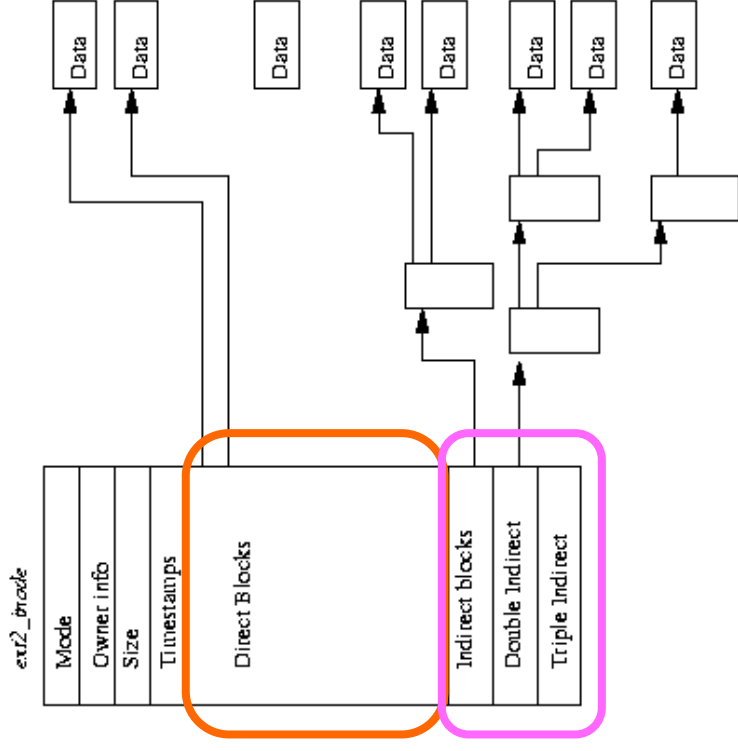 ext2_inode
Mode
Owner info
Size
Timestamps
Direct Blocks
Indirect blocks
Double Indirect
Triple Indirect
Data
Data
Data
Data
Data
Data
Data
Data